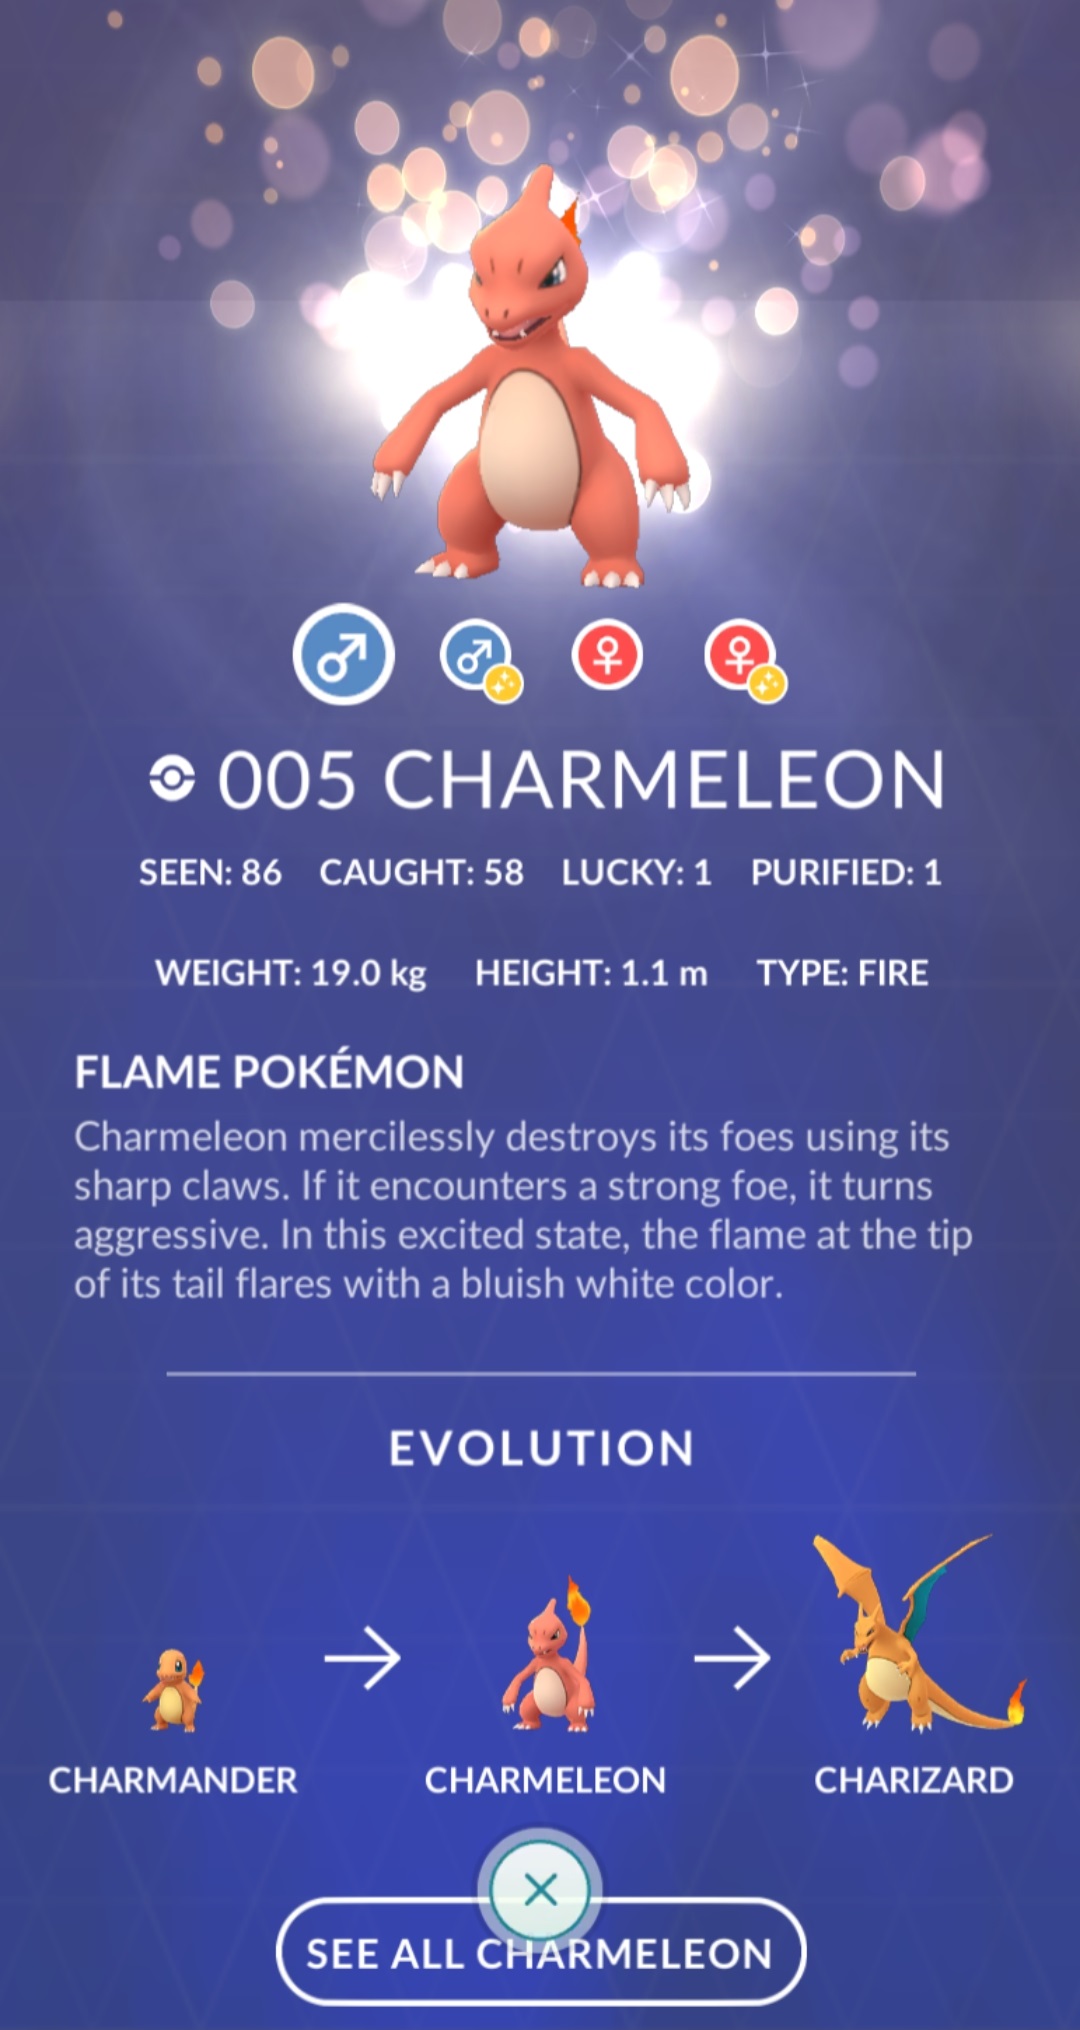 005 CHARMELEON
SEEN: 86 CAUGHT: 58 LUCKY: 1 PURIFIED: 1
WEIGHT: 19.0 kg HEIGHT: 1.1 m TYPE: FIRE
FLAME POKÉMON
Charmeleon mercilessly destroys its foes using its
sharp claws. If it encounters a strong foe, it turns
aggressive. In this excited state, the flame at the tip
of its tail flares with a bluish white color.
EVOLUTION
CHARMANDER CHARMELEON CHARIZARD
SEE ALL CHARMELEON